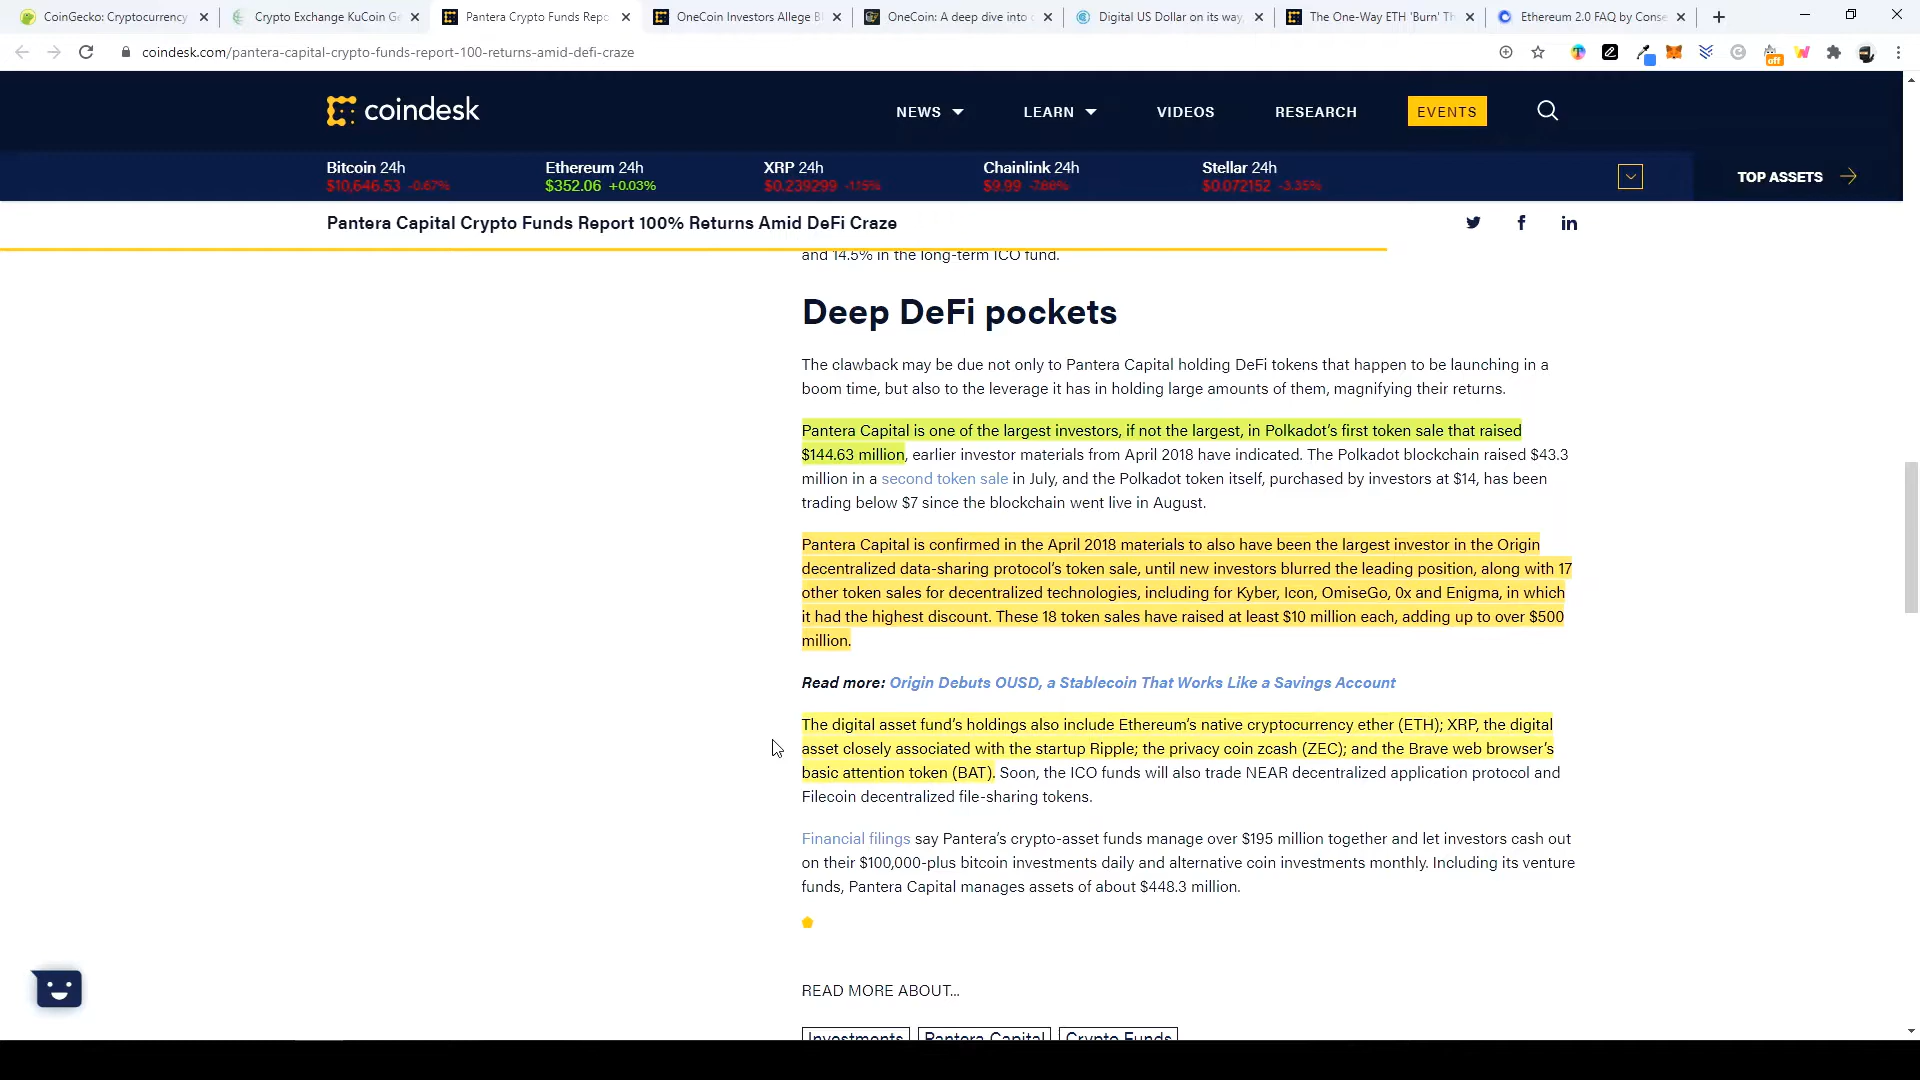 CoinGecko: Cryptocurrency
Crypto Exchange KuCoin Ge
Pantera Crypto Funds Repo
OneCoin Investors Allege B
OneCoin: A deep dive into
Digital US Dollar on its way,
The One-Way ETH 'Burn' Th
Ethereum 2.0 FAQ by Conse
coindesk.com/pantera-capital-crypto-funds-report-100-returns-amid-defi-craze
off
coindesk
NEWS
LEARN
VIDEOS
RESEARCH
EVENTS
Bitcoin 24h
$10,646.53 -0.67%
Ethereum 24h
$352.06 +0.03%
XRP 24h
$0.239299 -1.15%
Chainlink 24h
$9.99 -7.66%
Stellar 24h
$0.072152 -3.35%
TOP ASSETS
Pantera Capital Crypto Funds Report 100% Returns Amid DeFi Craze
and 14.5% in the long-term ICO fund.
Deep DeFi pockets
The clawback may be due not only to Pantera Capital holding DeFi tokens that happen to be launching in a
boom time, but also to the leverage it has in holding large amounts of them, magnifying their returns.
Pantera Capital is one of the largest investors, if not the largest, in Polkadot's first token sale that raised
$144.63 million, earlier investor materials from April 2018 have indicated. The Polkadot blockchain raised $43.3
million in a second token sale in July, and the Polkadot token itself, purchased by investors at $14, has been
trading below $7 since the blockchain went live in August.
Pantera Capital is confirmed in the April 2018 materials to also have been the largest investor in the Origin
decentralized data-sharing protocol's token sale, until new investors blurred the leading position, along with 17
other token sales for decentralized technologies, including for Kyber, Icon, OmiseGo, 0x and Enigma, in which
it had the highest discount. These 18 token sales have raised at least $10 million each, adding up to over $500
million.
Read more: Origin Debuts OUSD, a Stablecoin That Works Like a Savings Account
The digital asset fund's holdings also include Ethereum's native cryptocurrency ether (ETH); XRP, the digital
asset closely associated with the startup Ripple; the privacy coin zcash (ZEC); and the Brave web browser's
basic attention token (BAT). Soon, the ICO funds will also trade NEAR decentralized application protocol and
Filecoin decentralized file-sharing tokens.
Financial filings say Pantera's crypto-asset funds manage over $195 million together and let investors cash out
on their $100,000-plus bitcoin investments daily and alternative coin investments monthly. Including its venture
funds, Pantera Capital manages assets of about $448.3 million.
READ MORE ABOUT...
Investments
Pantera Capital
Crypto Funds